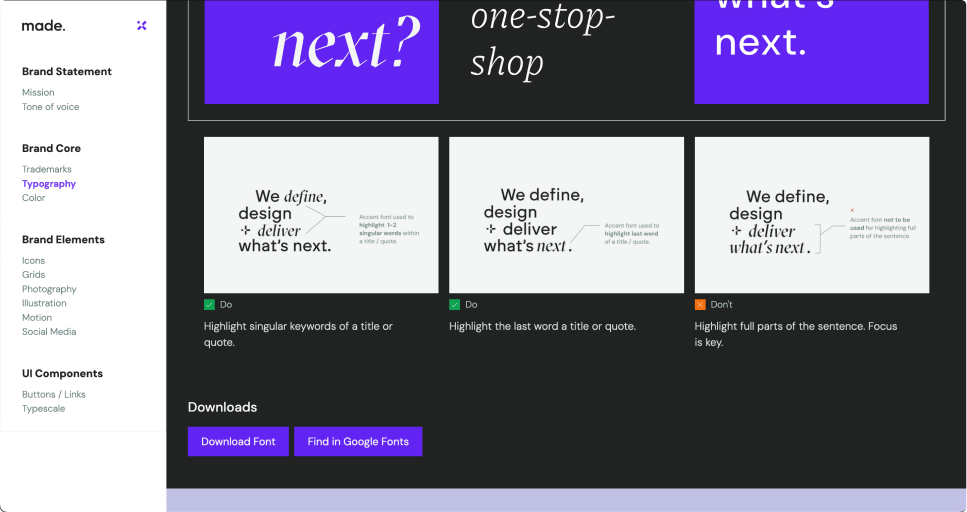 made.
Brand Statement
Mission
Tone of voice
Brand Core
Trademarks
Typography
Color
Brand Elements
Icons
Grids
Photography
Illustration
Motion
Social Media
UI Components
Buttons / Links
Typescale
next?
one-stop-
shop
what's
next.
We define,
design
deliver
what's next.
Accent font used to
highlight 1-2
singular words within
a title / quote.
Do
Highlight singular keywords of a title or
quote.
We define,
design
deliver
what's next.
Accent font used to
highlight last word
of a title / quote.
Do
Highlight the last word a title or quote.
We define,
design
deliver
what's next.
Accent font not to be
used for highlighting full
parts of the sentence.
Don't
Highlight full parts of the sentence. Focus
is key.
Downloads
Download Font
Find in Google Fonts